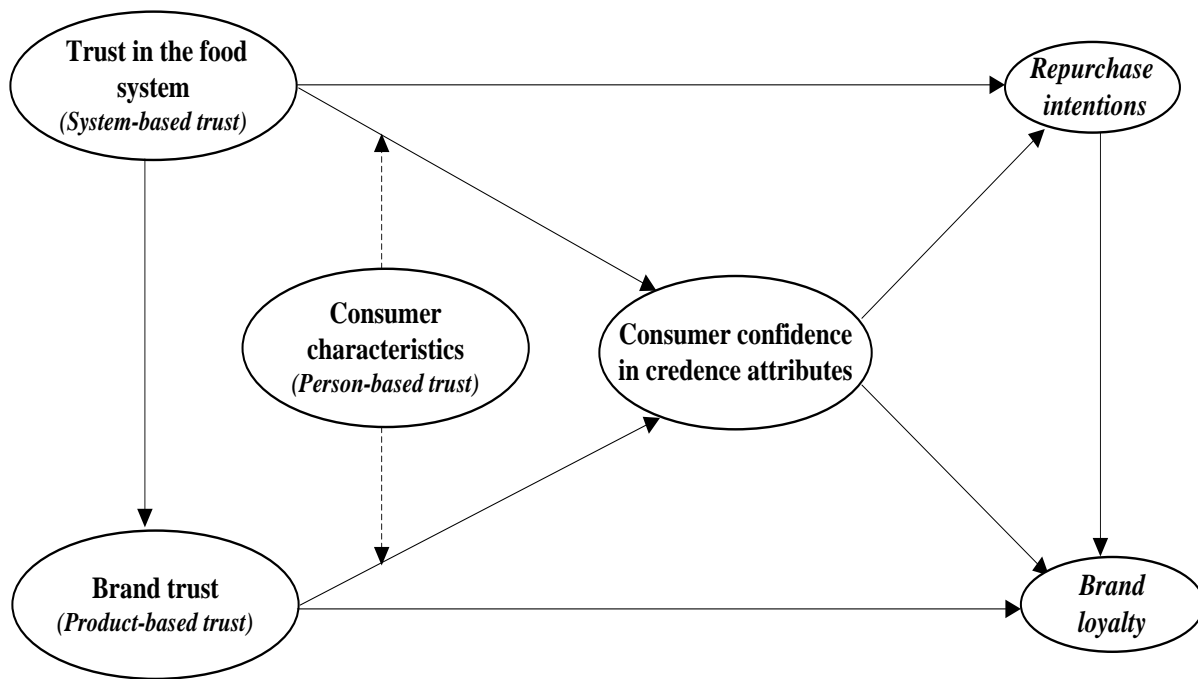 Trust in the food
system
(System-based trust)
Repurchase
intentions
Consumer
characteristics
(Person-based trust)
Consumer confidence
in credence attributes
Brand trust
(Product-based trust)
Brand
loyalty